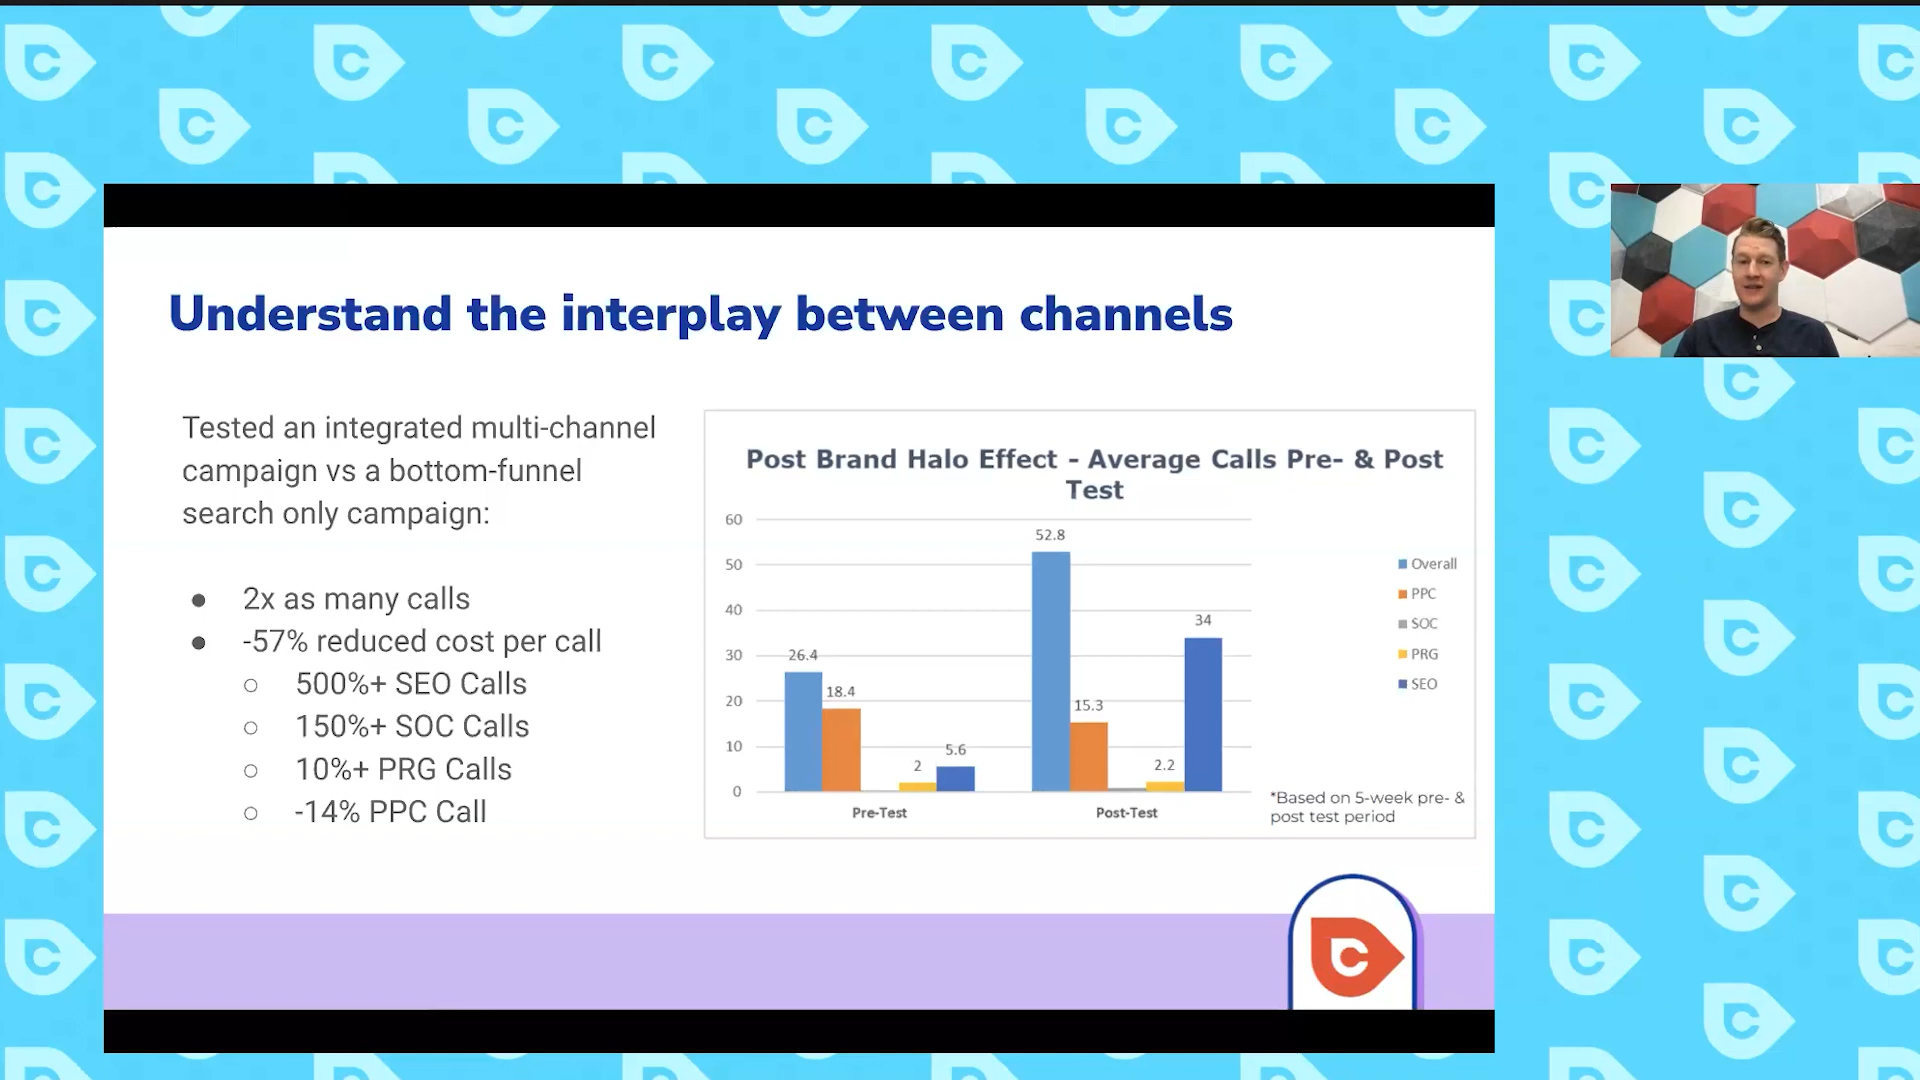 Understand the interplay between channels
Tested an integrated multi-channel
campaign vs a bottom-funnel
search only campaign:
● 2x as many calls
● -57% reduced cost per call
○ 500%+ SEO Calls
○ 150%+ SOC Calls
○ 10%+ PRG Calls
○ -14% PPC Call
Post Brand Halo Effect - Average Calls Pre- & Post
Test
60
50
40
30
20
10
0
26.4
18.4
2
5.6
52.8
15.3
2.2
34
Pre-Test
Post-Test
Overall
PPC
SOC
PRG
SEO
*Based on 5-week pre- &
post test period